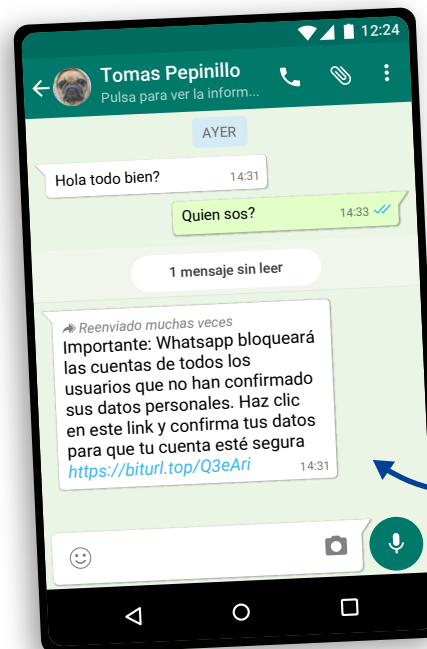 12:24
Tomas Pepinillo
Pulsa para ver la inform...
AYER
Hola todo bien? 14:31
Quien sos? 14:33
1 mensaje sin leer
Reenviado muchas veces
Importante: Whatsapp bloqueará
las cuentas de todos los
usuarios que no han confirmado
sus datos personales. Haz clic
en este link y confirma tus datos
para que tu cuenta esté segura
https://biturl.top/Q3eAri 14:31